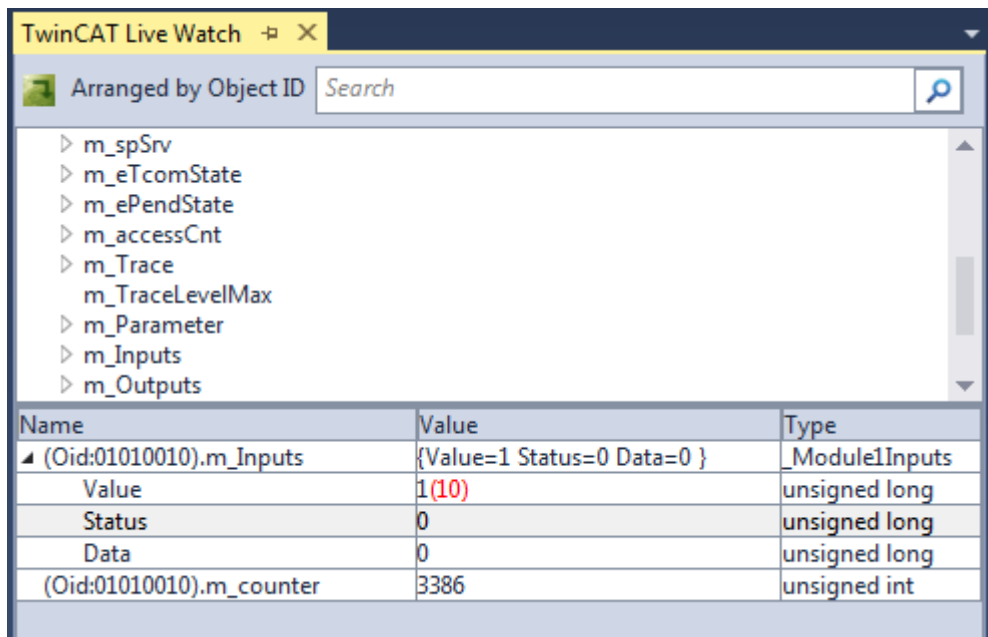 TwinCAT Live Watch
Arranged by Object ID Search
m_spSrv
m_eTcomState
m_ePendState
m_accessCnt
m_Trace
m_TraceLevelMax
m_Parameter
m_Inputs
m_Outputs
Name Value Type
(Oid:01010010).m_Inputs {Value=1 Status=0 Data=0 } _Module1Inputs
Value 1(10) unsigned long
Status 0 unsigned long
Data 0 unsigned long
(Oid:01010010).m_counter 3386 unsigned int